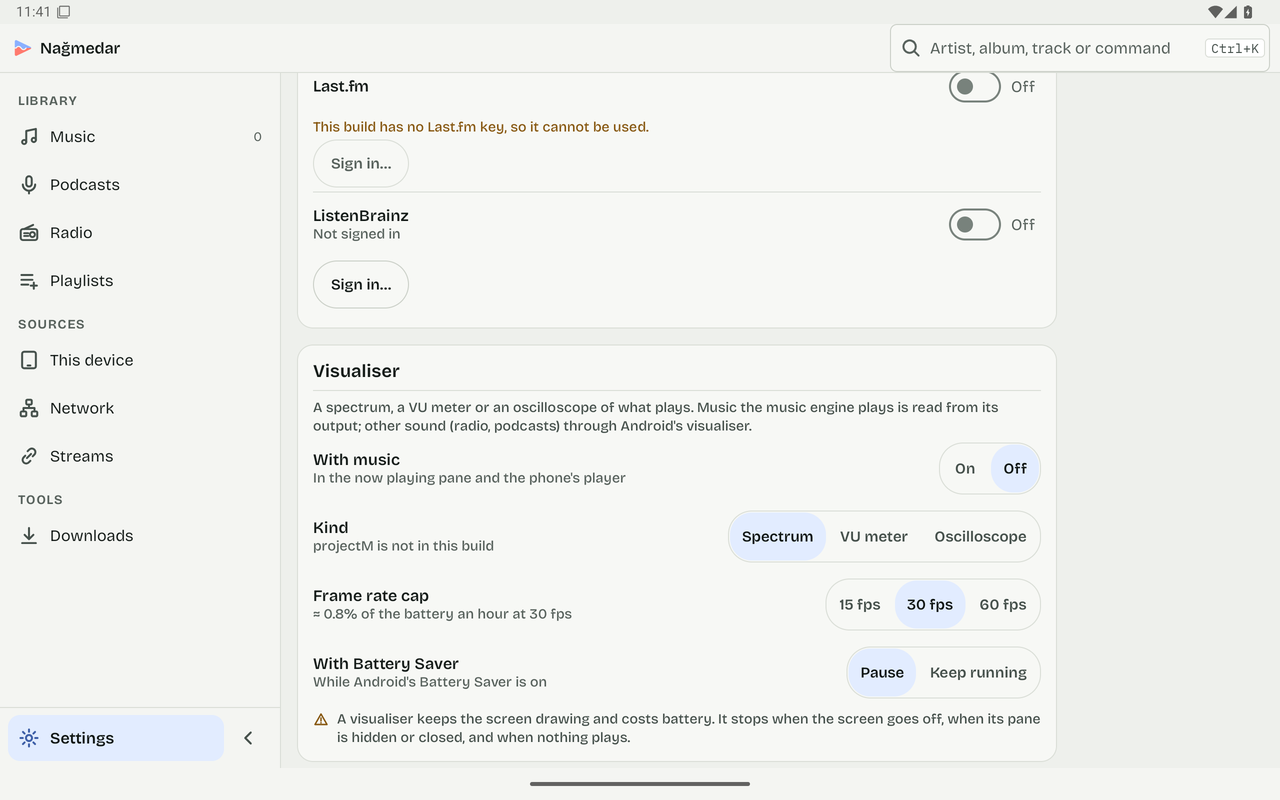 11:41
Nağmedar
Artist, album, track or command
Ctrl+K
LIBRARY
Music
0
Podcasts
Radio
Playlists
SOURCES
This device
Network
Streams
TOOLS
Downloads
Settings
Last.fm
Off
This build has no Last.fm key, so it cannot be used.
Sign in...
ListenBrainz
Not signed in
Off
Sign in...
Visualiser
A spectrum, a VU meter or an oscilloscope of what plays. Music the music engine plays is read from its
output; other sound (radio, podcasts) through Android's visualiser.
With music
In the now playing pane and the phone's player
On
Off
Kind
projectM is not in this build
Spectrum
VU meter
Oscilloscope
Frame rate cap
≈ 0.8% of the battery an hour at 30 fps
15 fps
30 fps
60 fps
With Battery Saver
While Android's Battery Saver is on
Pause
Keep running
A visualiser keeps the screen drawing and costs battery. It stops when the screen goes off, when its pane
is hidden or closed, and when nothing plays.